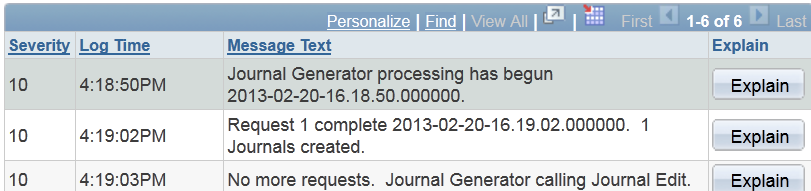 Personalize | Find | View All | | First 1-6 of 6 Last
Severity Log Time Message Text Explain
10 4:18:50PM Journal Generator processing has begun
2013-02-20-16.18.50.000000. Explain
10 4:19:02PM Request 1 complete 2013-02-20-16.19.02.000000. 1
Journals created. Explain
10 4:19:03PM No more requests. Journal Generator calling Journal Edit. Explain